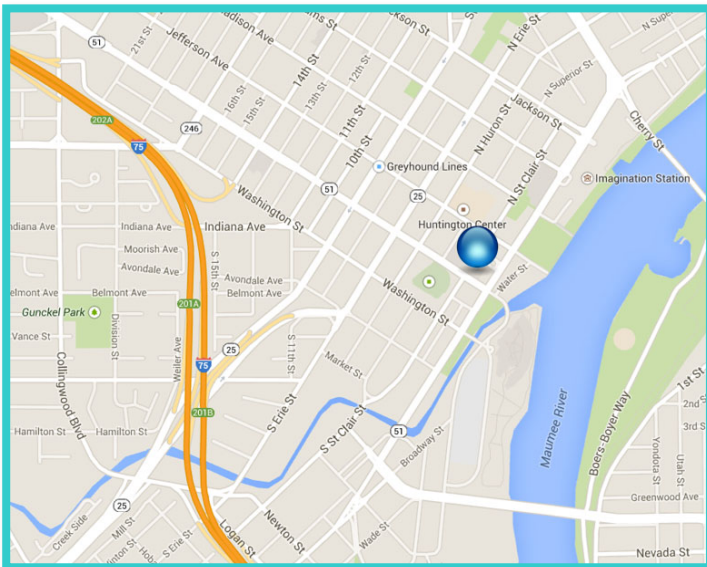 51
21st St
Madison Ave
Jefferson Ave
Jackson St
N Erie St
N Superior St
14th St
12th St
16th St
15th St
13th St
11th St
10th St
N Huron St
Jackson St
Cherry St
202A
246
75
Greyhound Lines
N St Clair St
Imagination Station
51
25
Washington St
Huntington Center
Indiana Ave
Indiana Ave
Moorish Ave
Avondale Ave
S 15th St
Avondale Ave
Belmont Ave
Belmont Ave
Water St
Washington St
Gunckel Park
201A
Vance St
Division St
Weiler Ave
25
75
S 11th St
Market St
Collingwood Blvd
201B
S Erie St
S St Clair St
51
Broadway St
Maumee River
Boers-Boyer Way
1st St
2nd S
3rd S
Hamilton St
Hamilton St
Yondota St
Utah St
Greenwood Ave
25
Creek Side
Mill St
S Erie St
Logan St
Newton St
Wade St
Nevada St